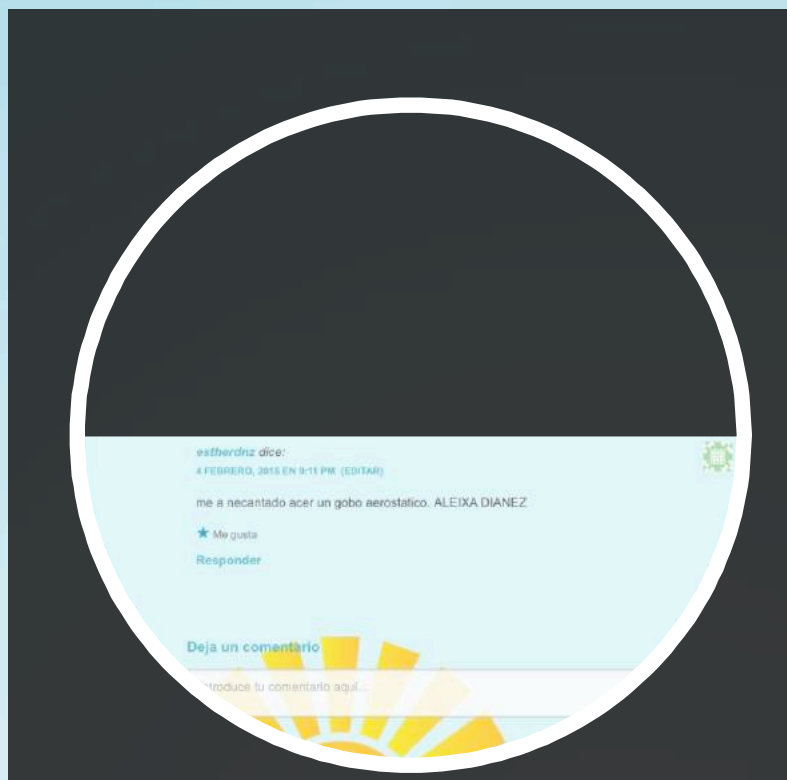 estherdnz dice:
4 FEBRERO, 2015 EN 9:11 PM (EDITAR)
me a necantado acer un gobo aerostatico. ALEIXA DIANEZ
Me gusta
Responder
Deja un comentario
troduce tu comentario aquí...